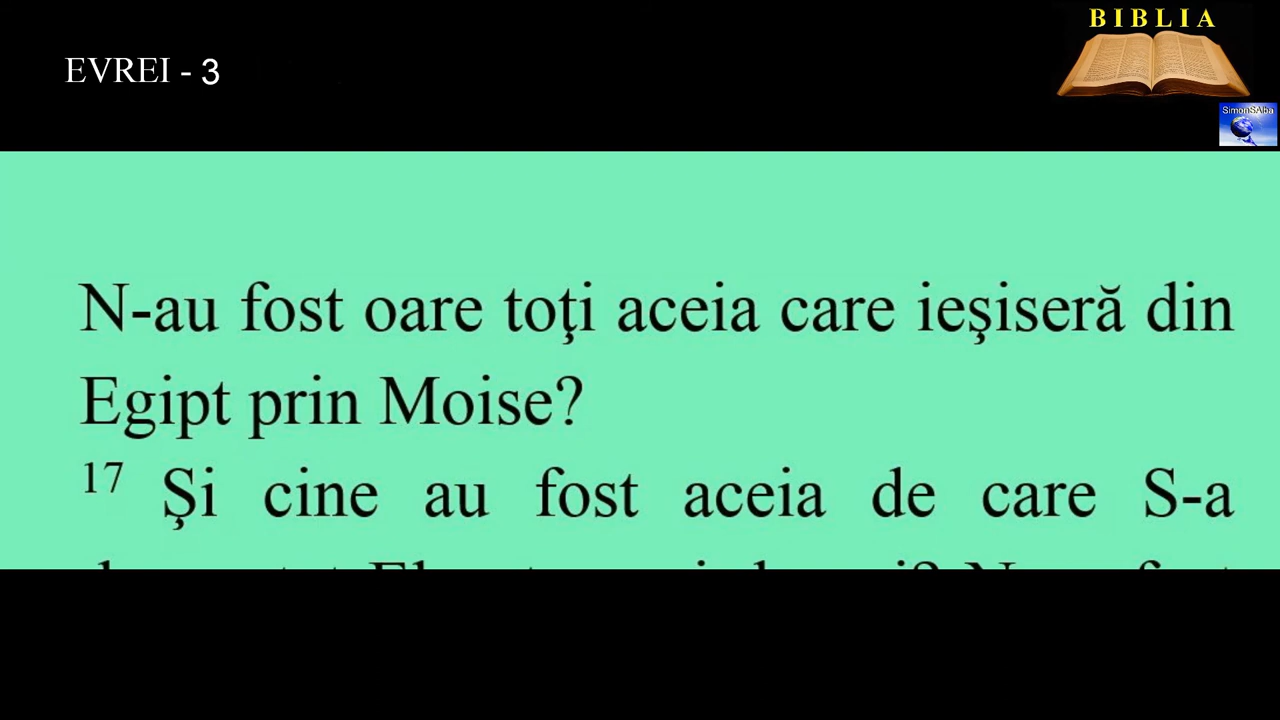 BIBLIA
EVREI - 3
SimonSAlba
N-au fost oare toţi aceia care ieşiseră din
Egipt prin Moise?
17 Şi cine au fost aceia de care S-a